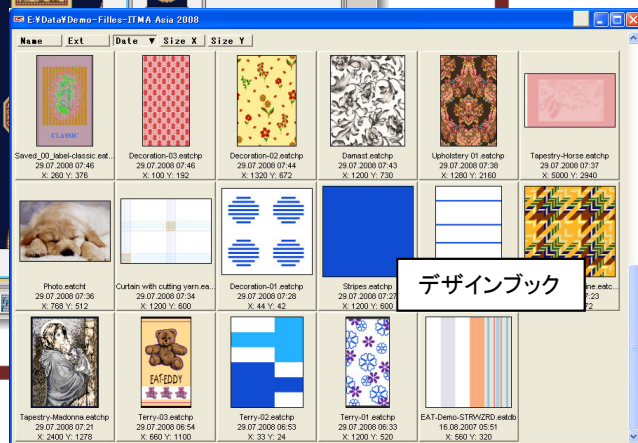 E:¥Data¥Demo-Filles-ITMA Asia 2008
Name Ext Date ▼ Size X Size Y
CLASSIC
Saved_00_label-classic.eat...
29.07.2008 07:46
X: 260 Y: 376
Decoration-03.eatchp
29.07.2008 07:46
X: 100 Y: 192
Decoration-02.eatchp
29.07.2008 07:44
X: 1320 Y: 672
Damast.eatchp
29.07.2008 07:43
X: 1200 Y: 730
Upholstery 01.eatchp
29.07.2008 07:38
X: 1280 Y: 2160
Tapestry-Horse.eatchp
29.07.2008 07:37
X: 5000 Y: 2940
Photo.eatcht
29.07.2008 07:36
X: 768 Y: 512
Curtain with cutting yarn.ea...
29.07.2008 07:34
X: 1200 Y: 600
Decoration-01.eatchp
29.07.2008 07:28
X: 44 Y: 42
Stripes.eatchp
29.07.2008 07:27
X: 1200 Y: 600
デザインブック
ine.eatc...
07:23
72
Tapestry-Madonna.eatchp
29.07.2008 07:21
X: 2400 Y: 1278
EAT-EDDY
Terry-03.eatchp
29.07.2008 06:54
X: 660 Y: 1100
Terry-02.eatchp
29.07.2008 06:53
X: 33 Y: 24
Terry-01.eatchp
29.07.2008 06:33
X: 1200 Y: 520
EAT-Demo-STRWZRD.eatdb
16.08.2007 05:51
X: 560 Y: 320